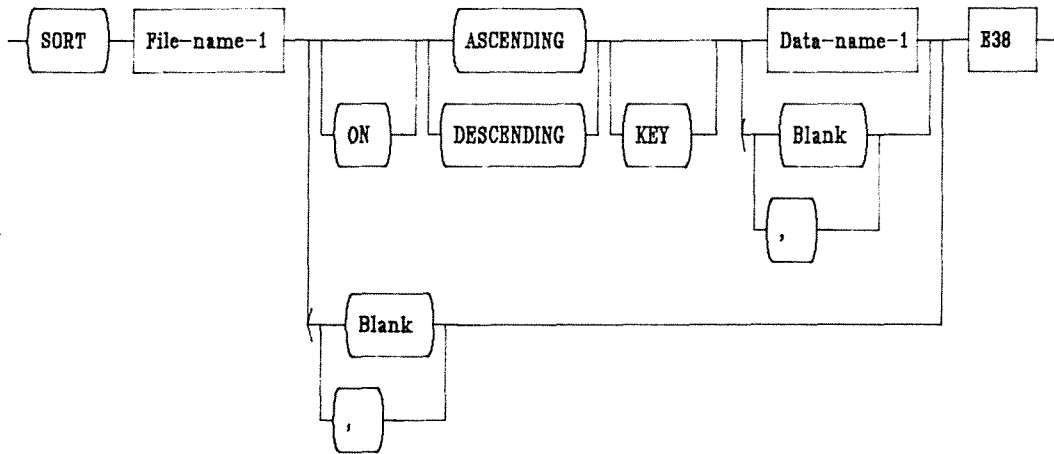 SORT File-name-1 ASCENDING Data-name-1 E38
ON DESCENDING KEY Blank
,
Blank
,